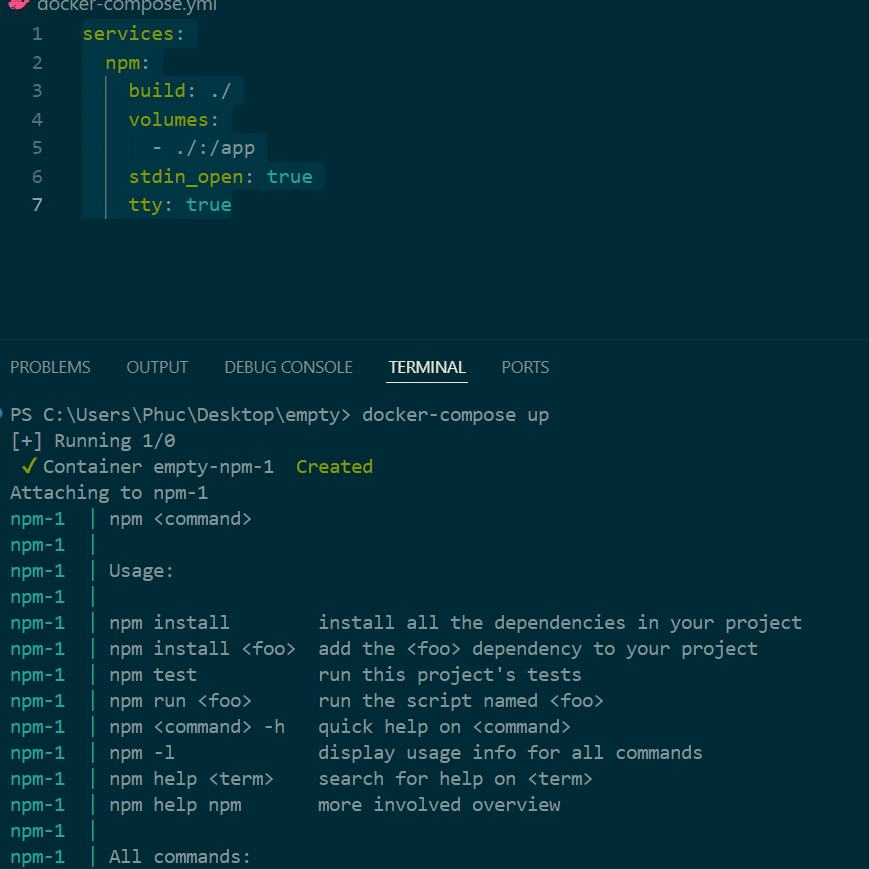 docker-compose.yml
1 services:
2 npm:
3 build: ./
4 volumes:
5 - ./:/app
6 stdin_open: true
7 tty: true
PROBLEMS OUTPUT DEBUG CONSOLE TERMINAL PORTS
PS C:\Users\Phuc\Desktop\empty> docker-compose up
[+] Running 1/0
✓ Container empty-npm-1 Created
Attaching to npm-1
npm-1 | npm <command>
npm-1 |
npm-1 | Usage:
npm-1 |
npm-1 | npm install install all the dependencies in your project
npm-1 | npm install <foo> add the <foo> dependency to your project
npm-1 | npm test run this project's tests
npm-1 | npm run <foo> run the script named <foo>
npm-1 | npm <command> -h quick help on <command>
npm-1 | npm -l display usage info for all commands
npm-1 | npm help <term> search for help on <term>
npm-1 | npm help npm more involved overview
npm-1 |
npm-1 | All commands: